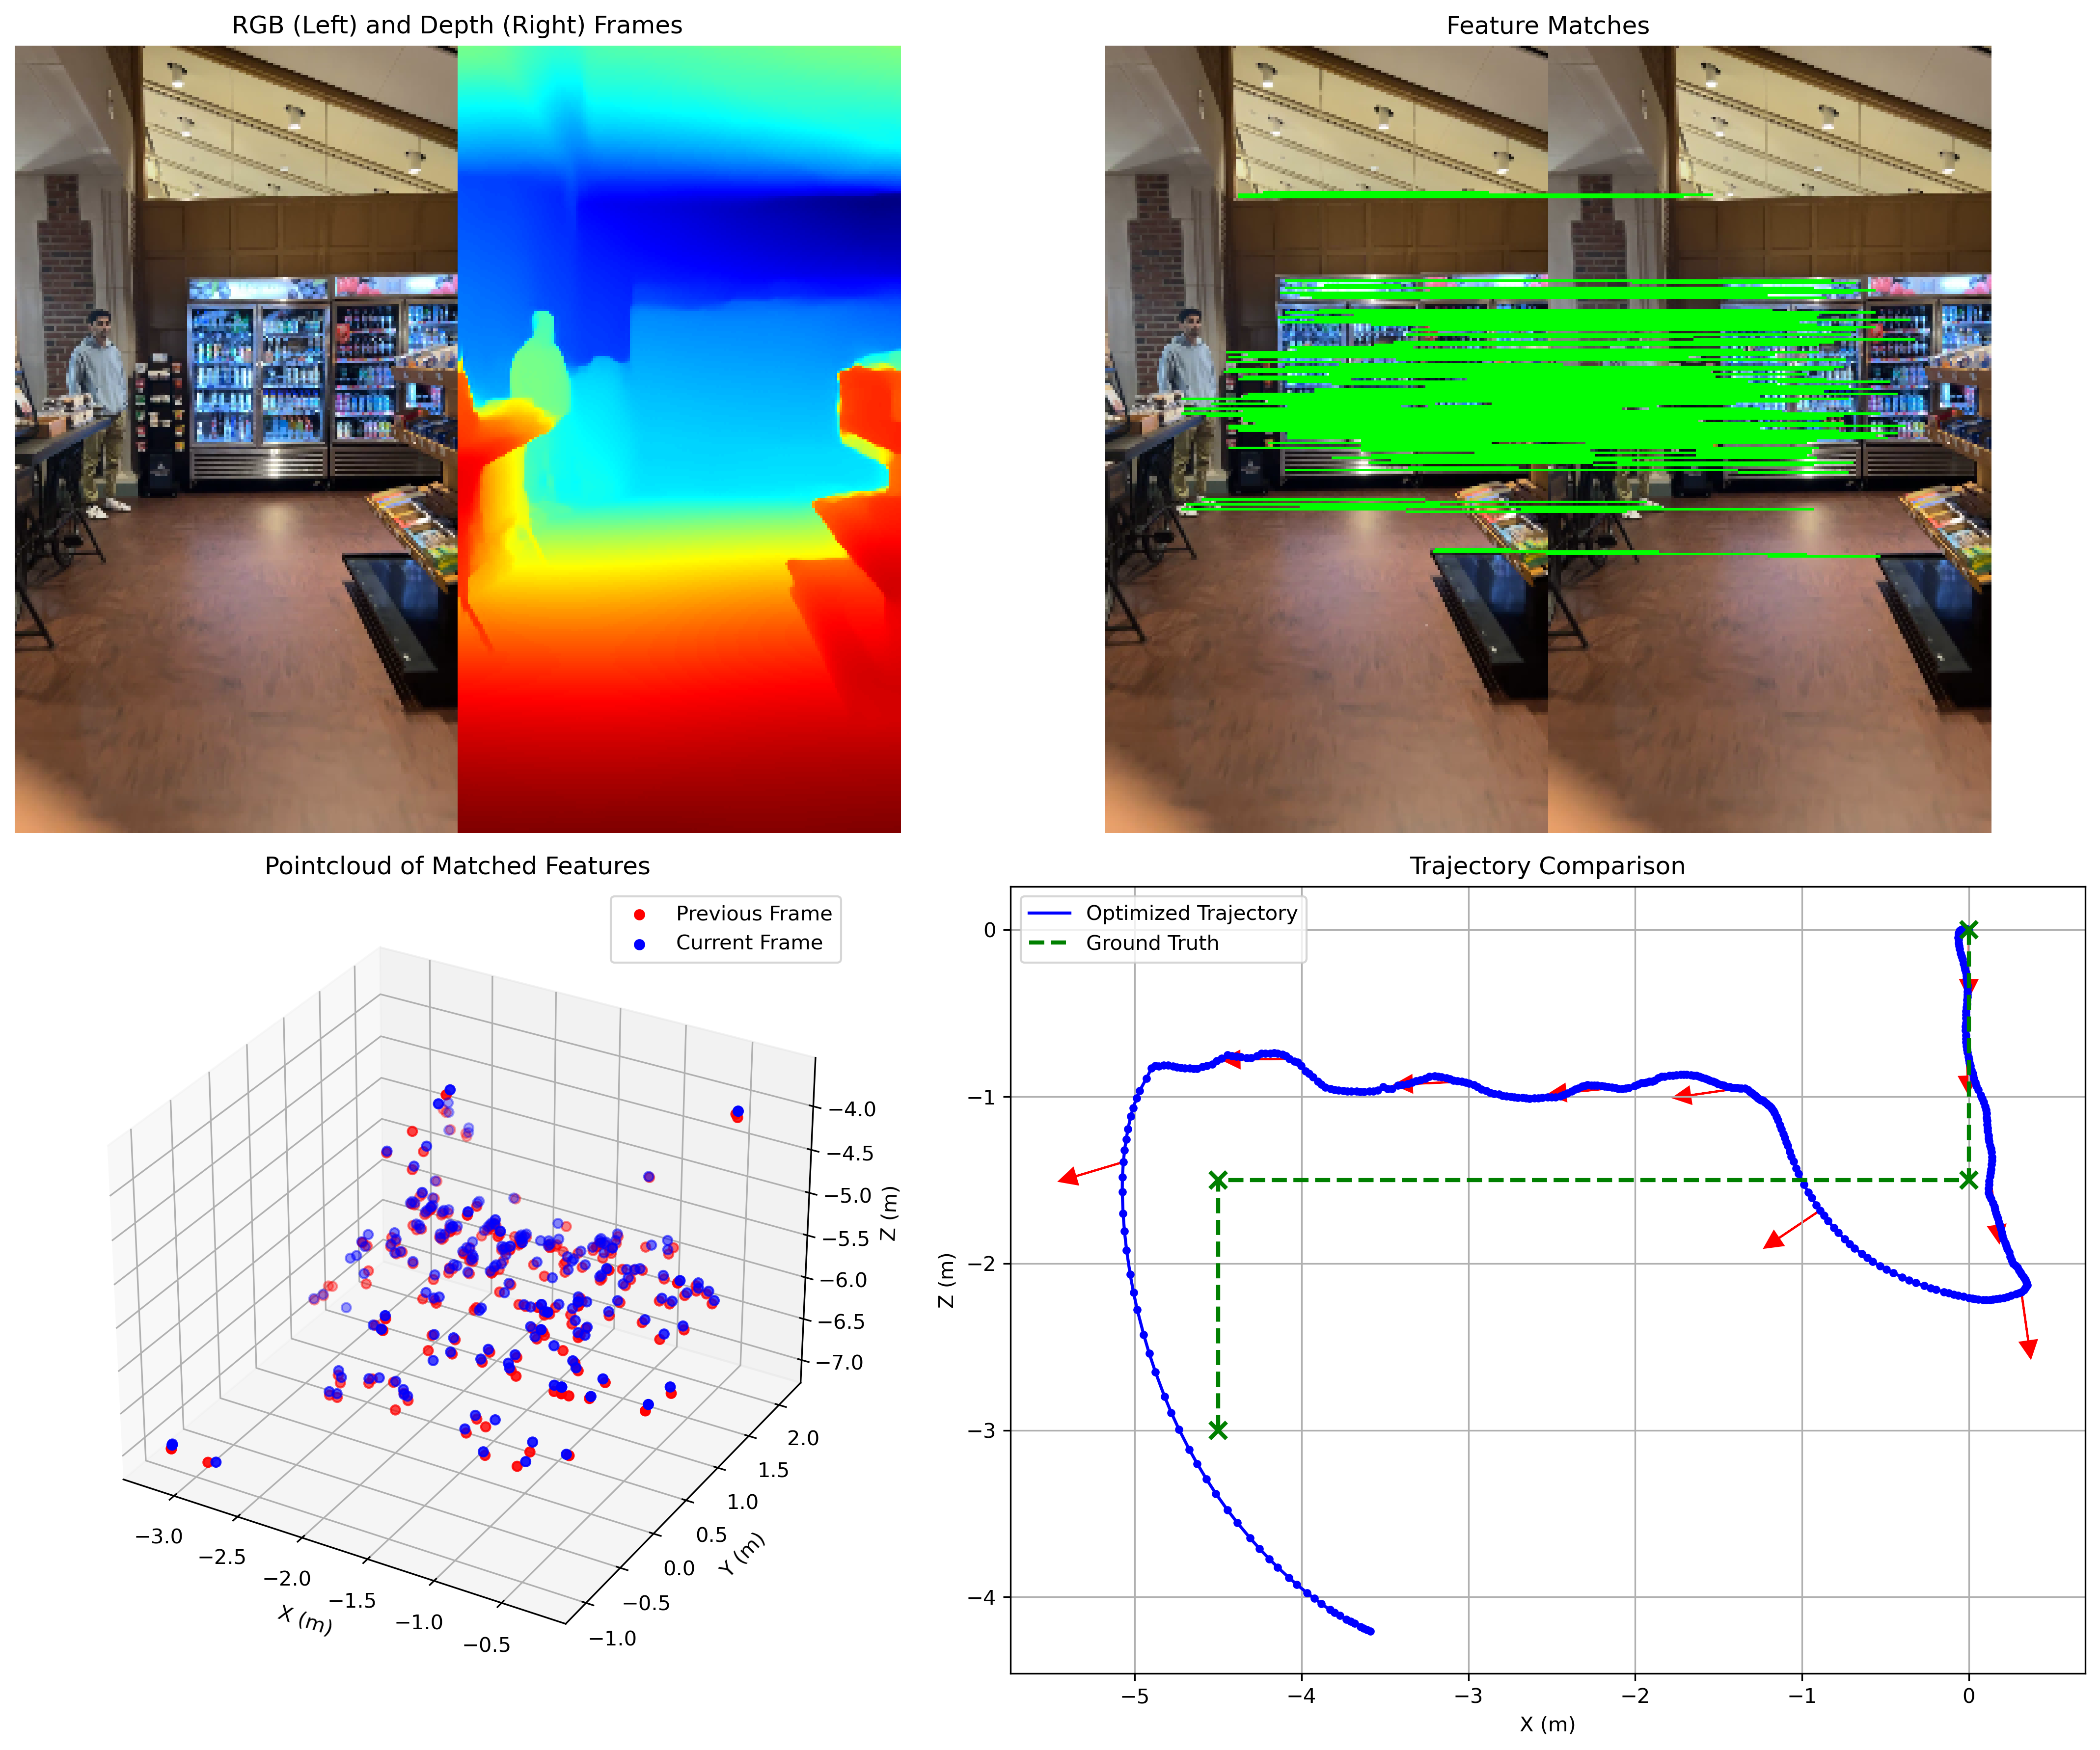 RGB (Left) and Depth (Right) Frames
Feature Matches
Pointcloud of Matched Features
Previous Frame
Current Frame
−4.0
−4.5
−5.0
−5.5
−6.0
−6.5
−7.0
Z (m)
2.0
1.5
1.0
0.5
0.0
−0.5
−1.0
Y (m)
−3.0
−2.5
−2.0
−1.5
−1.0
−0.5
X (m)
Trajectory Comparison
Optimized Trajectory
Ground Truth
0
−1
−2
−3
−4
Z (m)
−5
−4
−3
−2
−1
0
X (m)